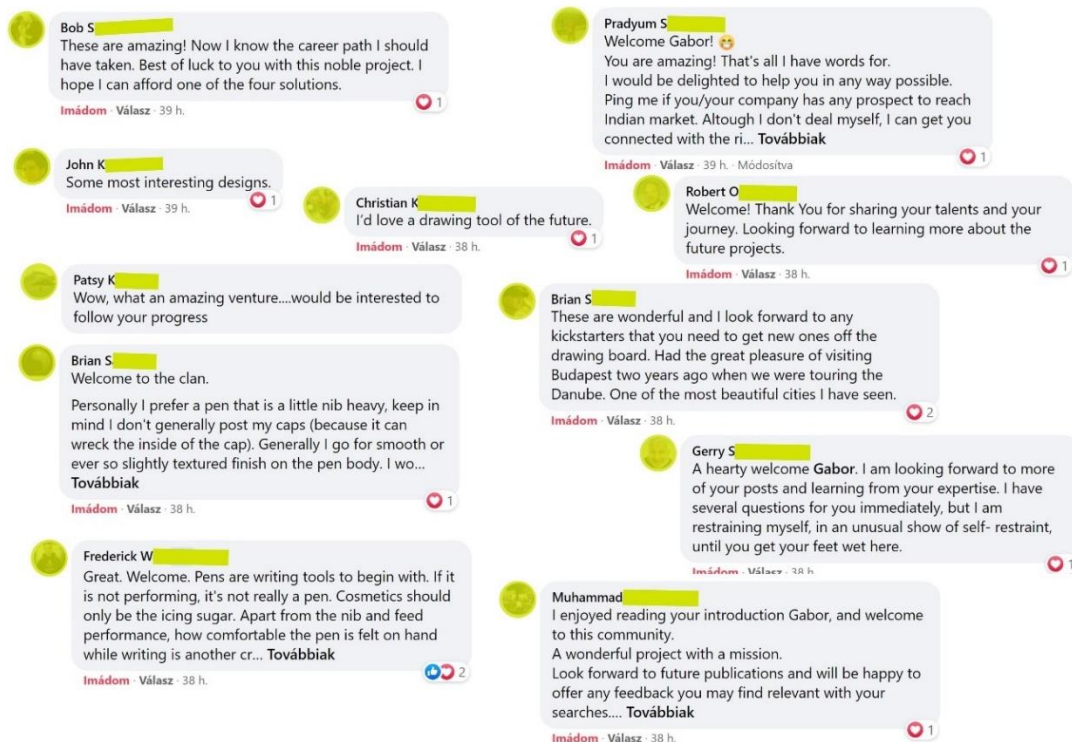 Bob S
These are amazing! Now I know the career path I should
have taken. Best of luck to you with this noble project. I
hope I can afford one of the four solutions.
1
Imádom · Válasz · 39 h.
John K
Some most interesting designs.
1
Imádom · Válasz · 39 h.
Christian K
I'd love a drawing tool of the future.
1
Imádom · Válasz · 38 h.
Patsy K
Wow, what an amazing venture....would be interested to
follow your progress
Brian S
Welcome to the clan.
Personally I prefer a pen that is a little nib heavy, keep in
mind I don't generally post my caps (because it can
wreck the inside of the cap). Generally I go for smooth or
ever so slightly textured finish on the pen body. I wo...
Továbbiak
1
Imádom · Válasz · 38 h.
Frederick W
Great. Welcome. Pens are writing tools to begin with. If it
is not performing, it's not really a pen. Cosmetics should
only be the icing sugar. Apart from the nib and feed
performance, how comfortable the pen is felt on hand
while writing is another cr... Továbbiak
2
Imádom · Válasz · 38 h.
Pradyum S
Welcome Gabor! 😁
You are amazing! That's all I have words for.
I would be delighted to help you in any way possible.
Ping me if you/your company has any prospect to reach
Indian market. Altough I don't deal myself, I can get you
connected with the ri... Továbbiak
1
Imádom · Válasz · 39 h. · Módosítva
Robert O
Welcome! Thank You for sharing your talents and your
journey. Looking forward to learning more about the
future projects.
1
Imádom · Válasz · 38 h.
Brian S
These are wonderful and I look forward to any
kickstarters that you need to get new ones off the
drawing board. Had the great pleasure of visiting
Budapest two years ago when we were touring the
Danube. One of the most beautiful cities I have seen.
2
Imádom · Válasz · 38 h.
Gerry S
A hearty welcome Gabor. I am looking forward to more
of your posts and learning from your expertise. I have
several questions for you immediately, but I am
restraining myself, in an unusual show of self- restraint,
until you get your feet wet here.
1
Imádom · Válasz · 38 h
Muhammad
I enjoyed reading your introduction Gabor, and welcome
to this community.
A wonderful project with a mission.
Look forward to future publications and will be happy to
offer any feedback you may find relevant with your
searches.... Továbbiak
1
Imádom · Válasz · 38 h.